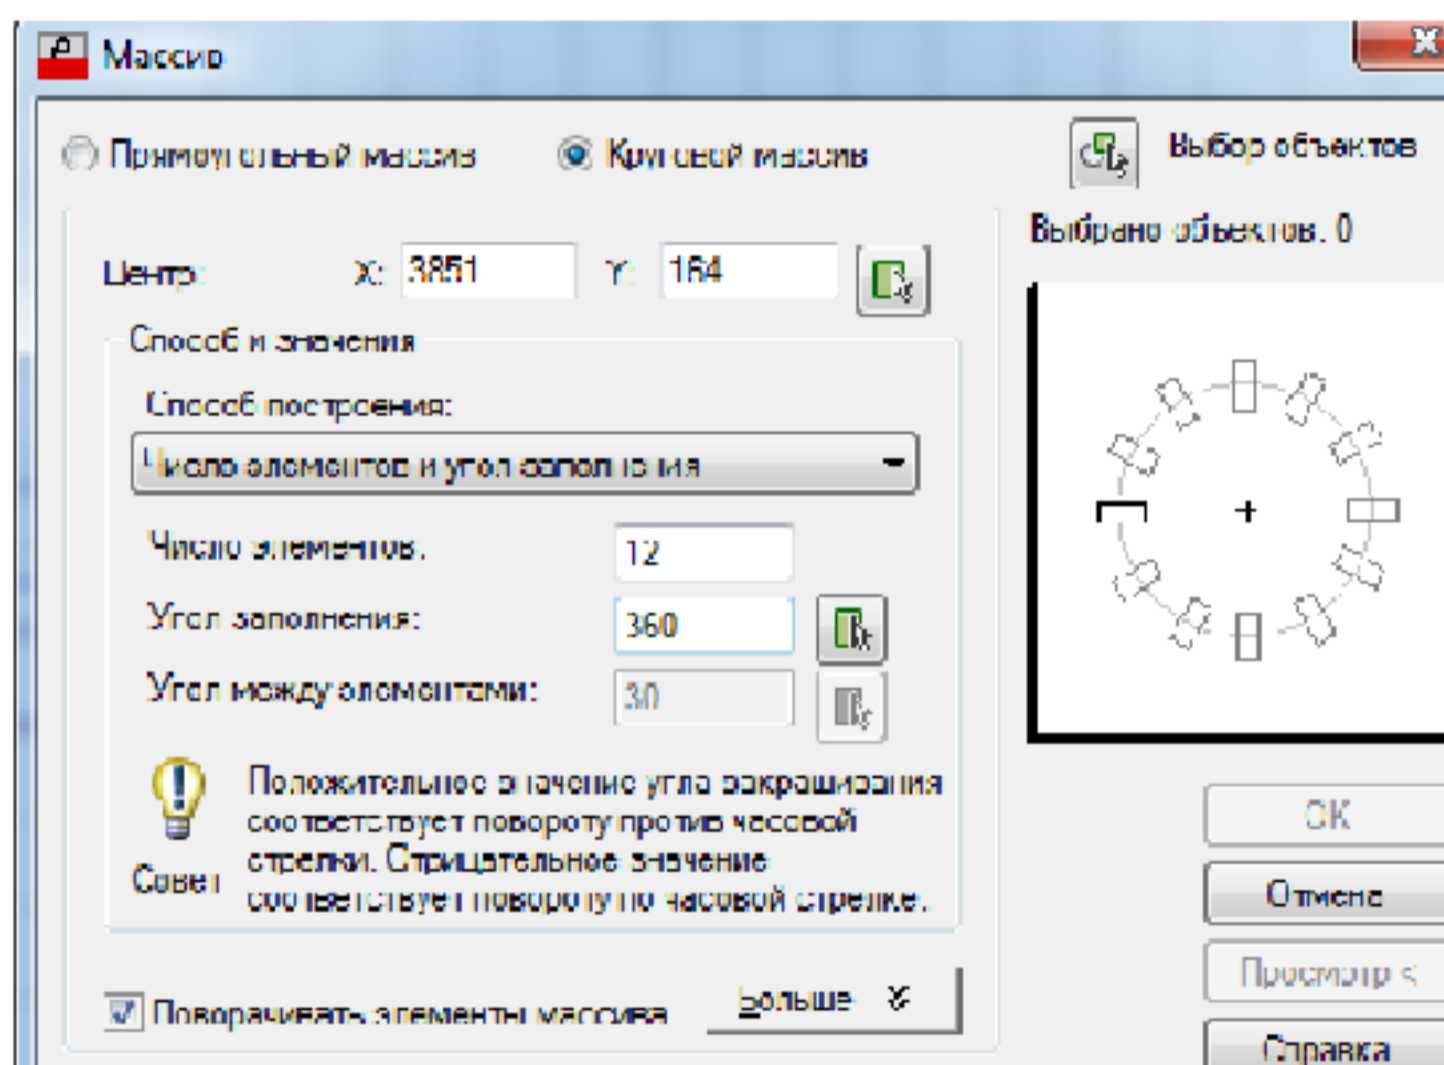 Массив
Прямоугольный массив
Круговой массив
Выбор объектов
Выбрано объектов: 0
Центр:
X: 3851
Y: 164
Способ и значения
Способ построения:
Число элементов и угол заполнения
Число элементов: 12
Угол заполнения: 360
Угол между элементами: 30
Положительное значение угла закрашивания
соответствует повороту против часовой
стрелки. Отрицательное значение
соответствует повороту по часовой стрелке.
Совет
OK
Отмена
Просмотр <
Справка
Поворачивать элементы массива
Больше